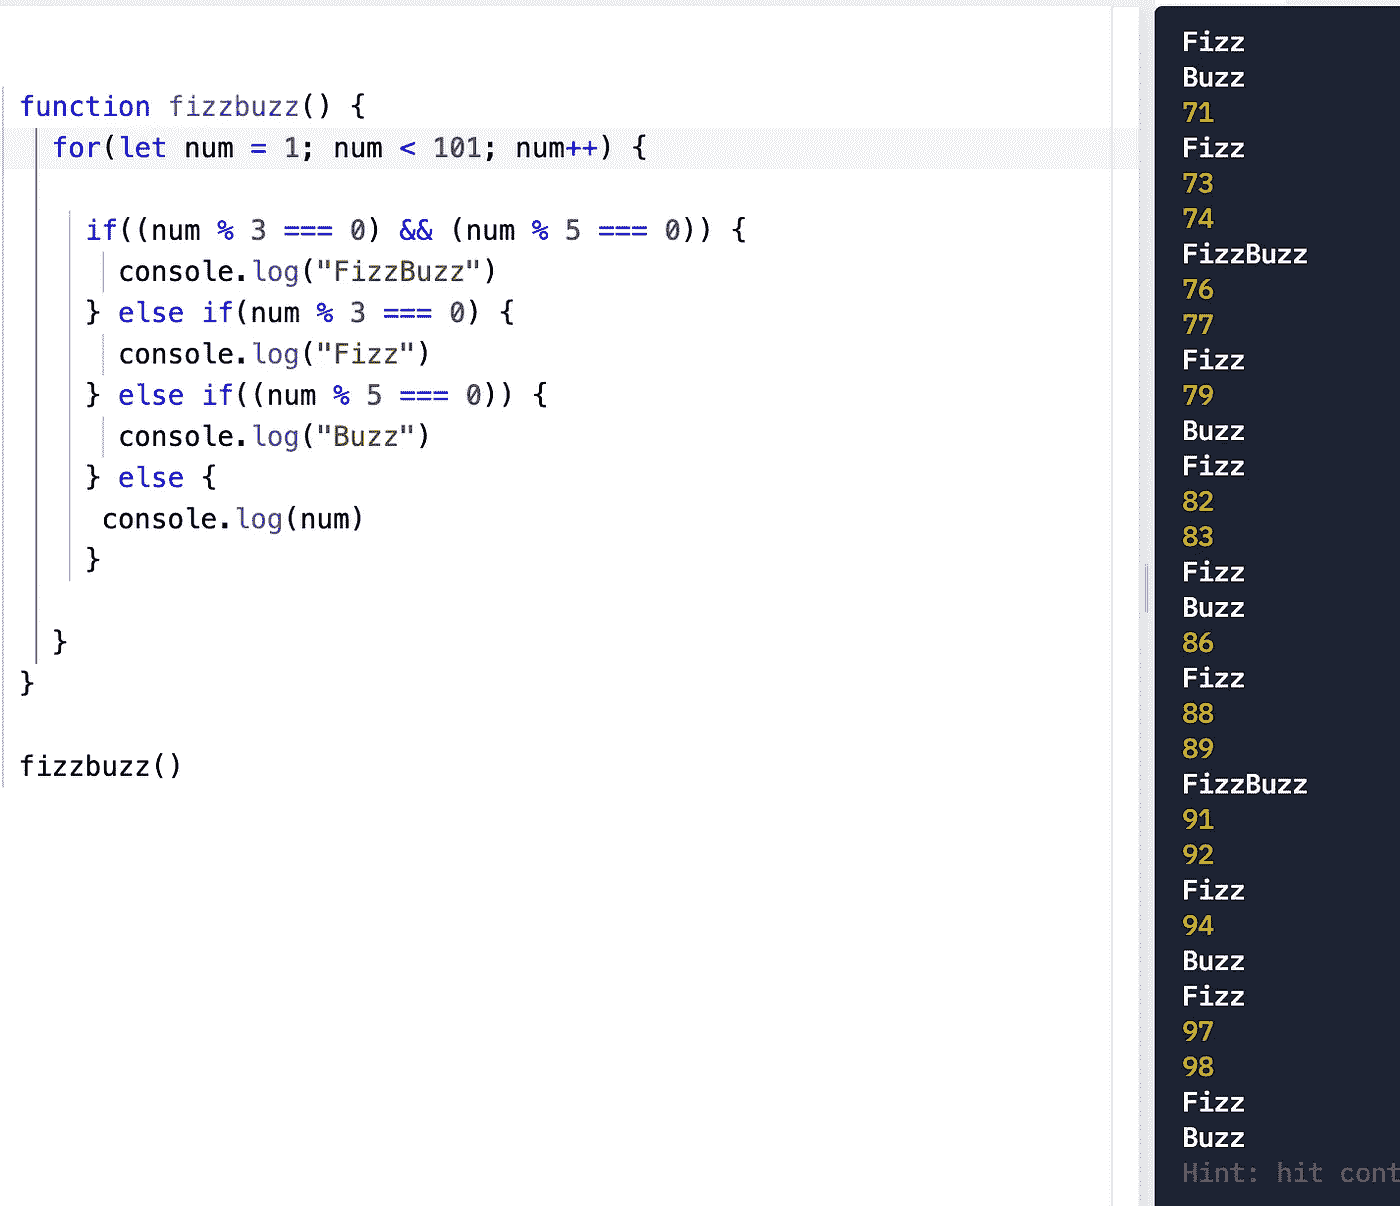 function fizzbuzz() {
for(let num = 1; num < 101; num++) {
if((num % 3 === 0) && (num % 5 === 0)) {
console.log("FizzBuzz")
} else if(num % 3 === 0) {
console.log("Fizz")
} else if((num % 5 === 0)) {
console.log("Buzz")
} else {
console.log(num)
}
}
}
fizzbuzz()
Fizz
Buzz
71
Fizz
73
74
FizzBuzz
76
77
Fizz
79
Buzz
Fizz
82
83
Fizz
Buzz
86
Fizz
88
89
FizzBuzz
91
92
Fizz
94
Buzz
Fizz
97
98
Fizz
Buzz
Hint: hit cont